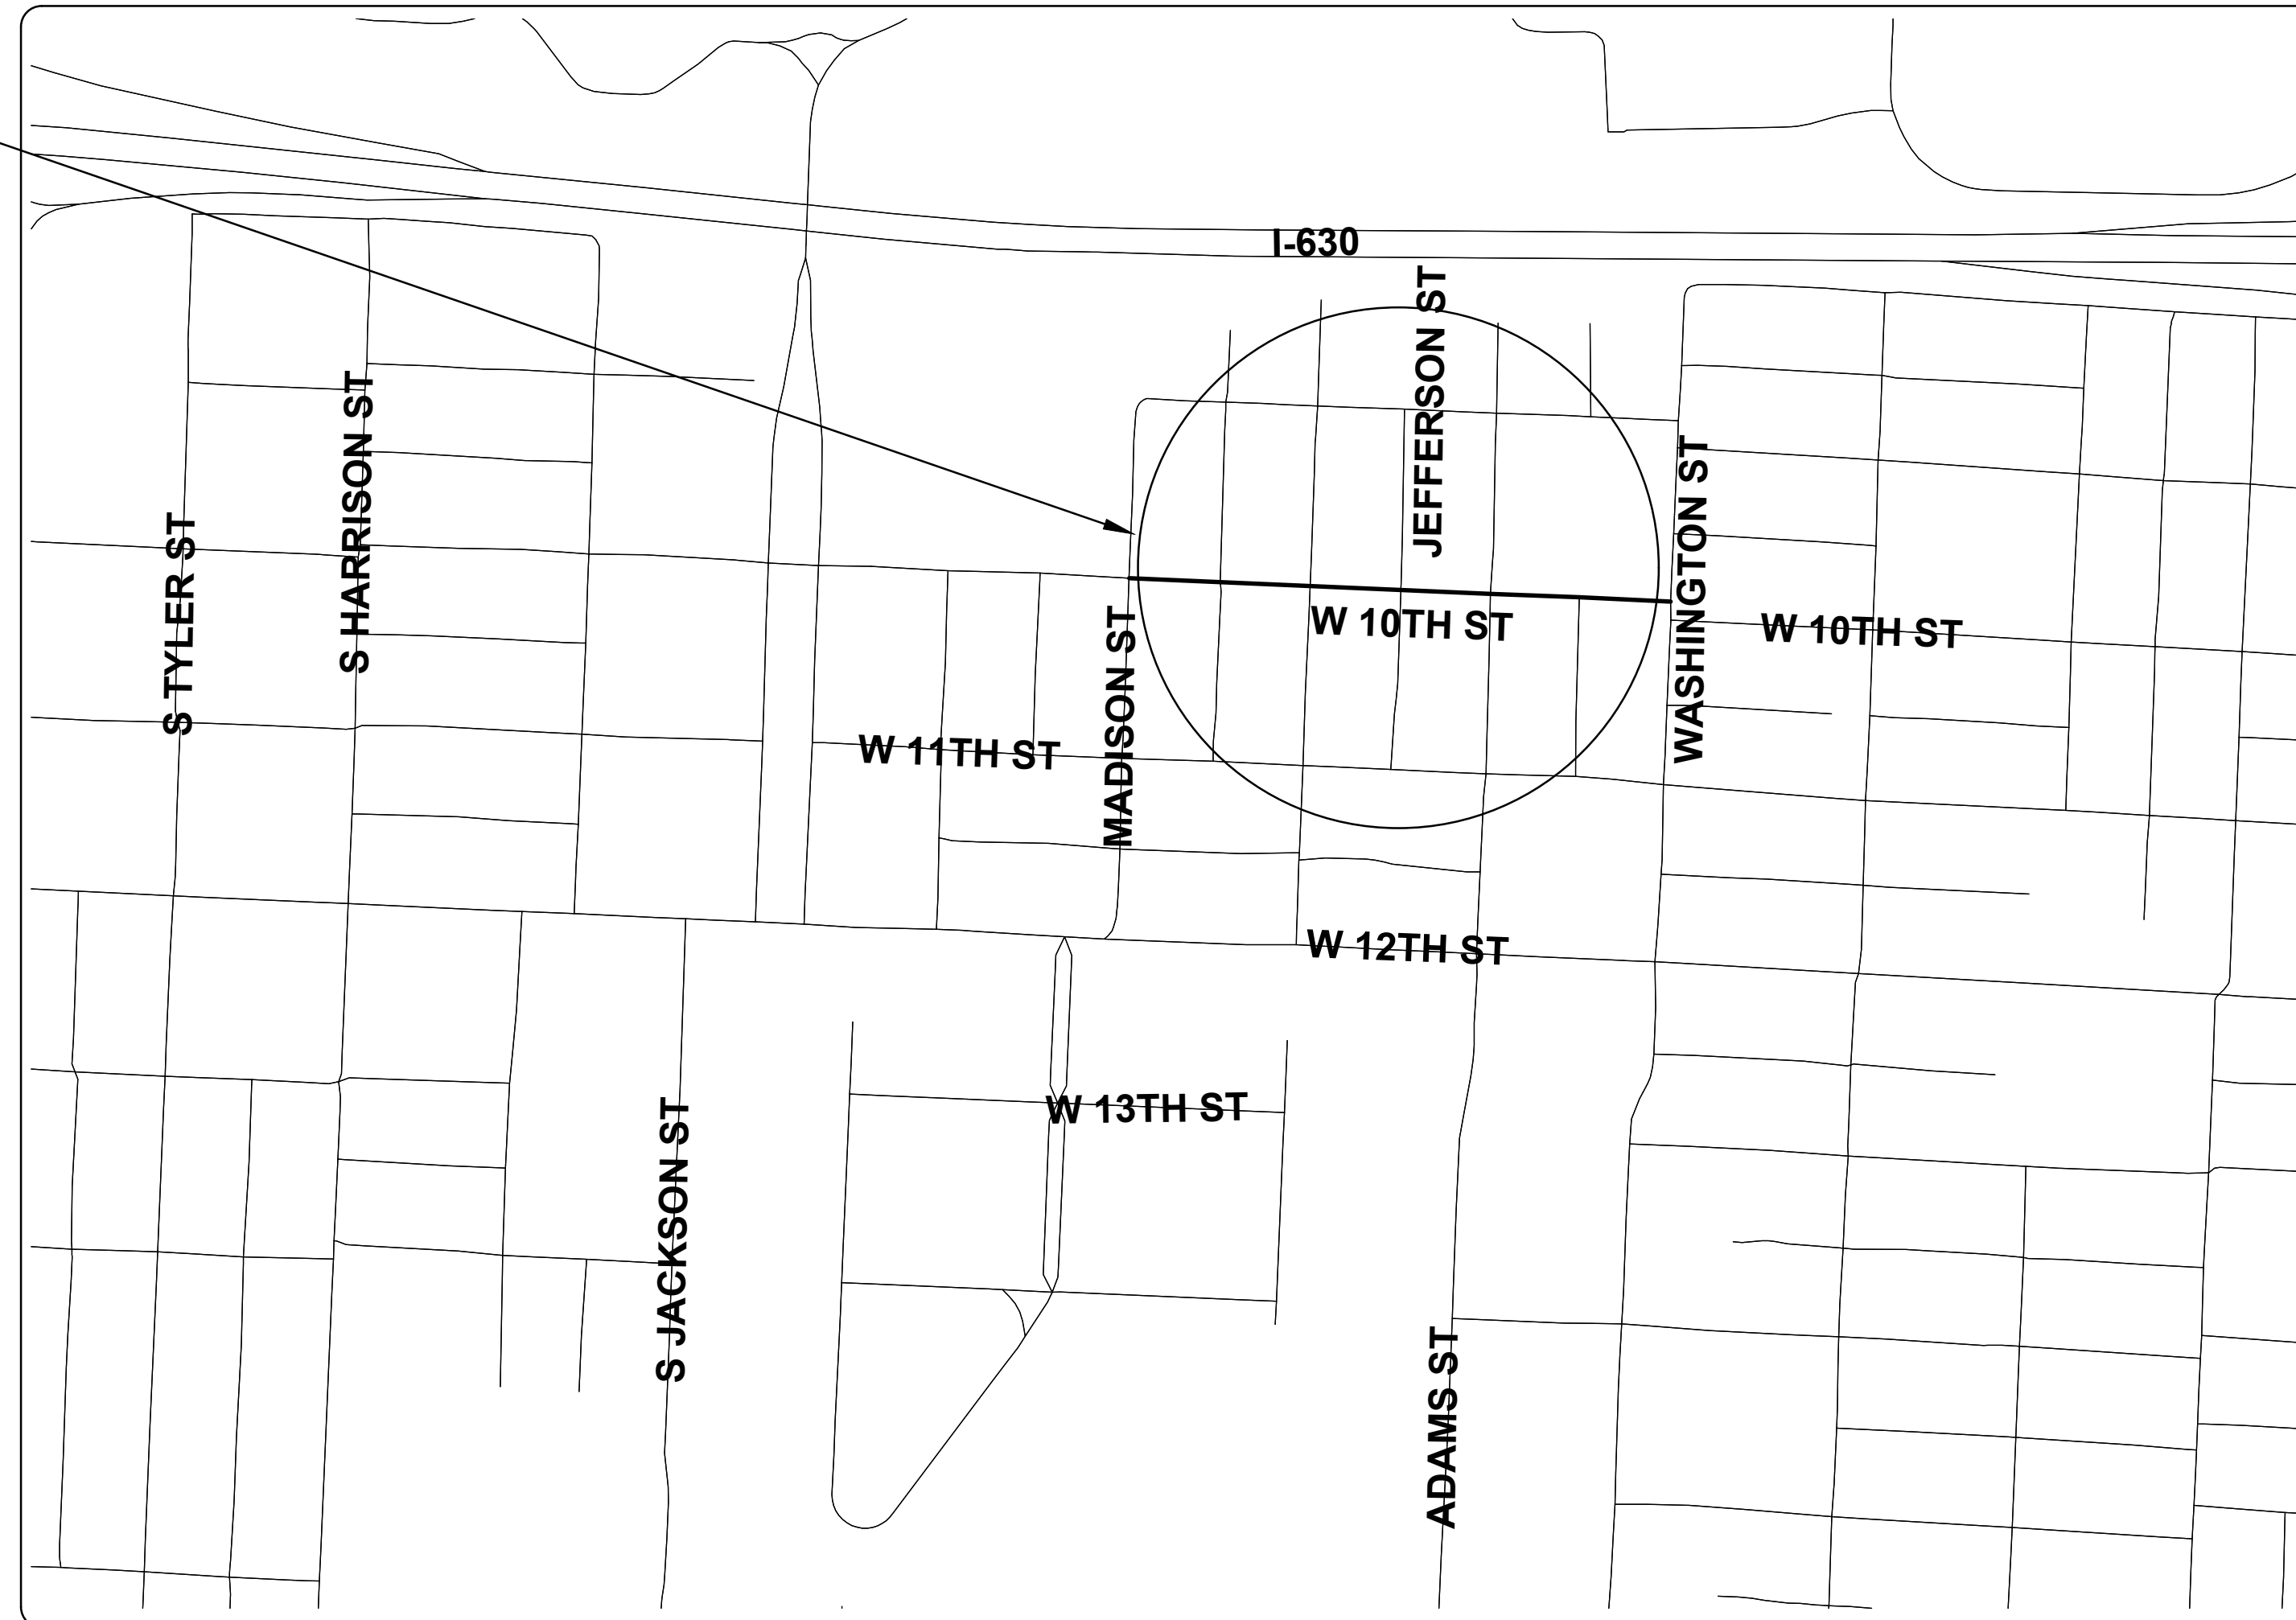 I-630
JEFFERSON ST
S HARRISON ST
WASHINGTON ST
S TYLER ST
MADISON ST
W 10TH ST
W 10TH ST
W 11TH ST
W 12TH ST
W 13TH ST
S JACKSON ST
ADAMS ST